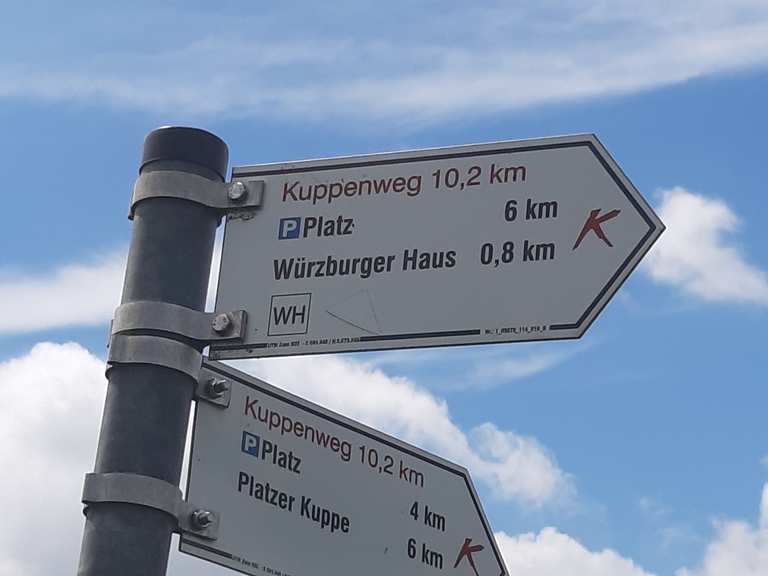 Kuppenweg 10,2 km
P Platz 6 km
Würzburger Haus 0,8 km
K
WH
Kuppenweg 10,2 km
P Platz 4 km
Platzer Kuppe 6 km
K